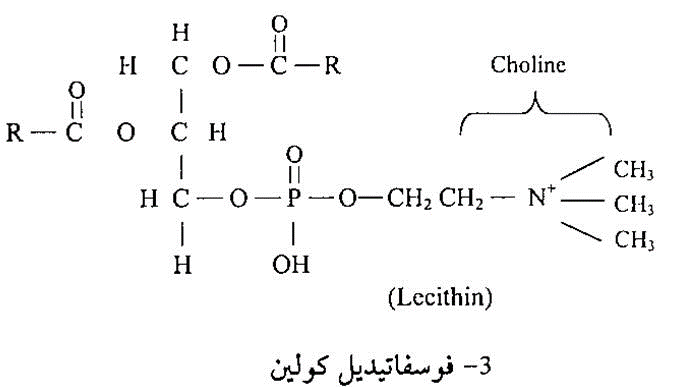 H
O
H C O — C — R
Choline
O
R — C O C H
O
H C — O — P — O — CH₂ CH₂ — N⁺
CH₃
CH₃
CH₃
H
OH
(Lecithin)
3- فوسفاتيديل كولين